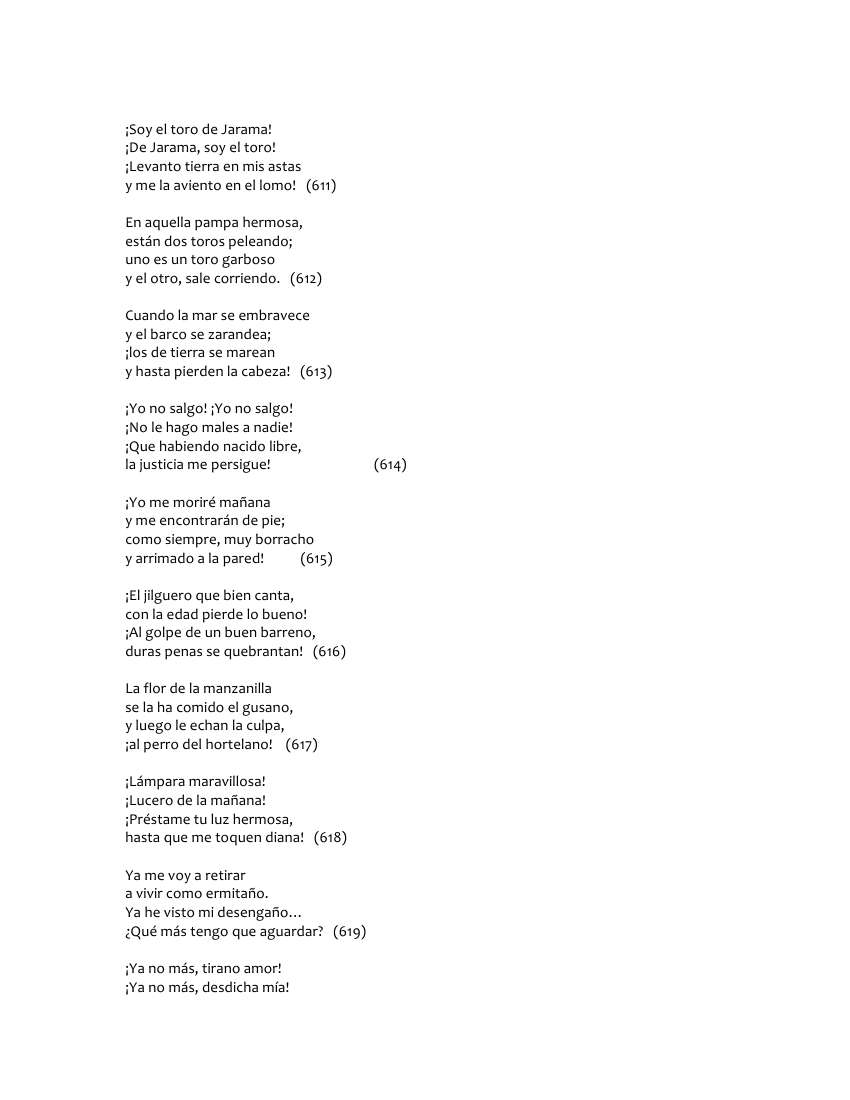 ¡Soy el toro de Jarama!
¡De Jarama, soy el toro!
¡Levanto tierra en mis astas
y me la aviento en el lomo! (611)

En aquella pampa hermosa,
están dos toros peleando;
uno es un toro garboso
y el otro, sale corriendo. (612)

Cuando la mar se embravece
y el barco se zarandea;
¡los de tierra se marean
y hasta pierden la cabeza! (613)

¡Yo no salgo! ¡Yo no salgo!
¡No le hago males a nadie!
¡Que habiendo nacido libre,
la justicia me persigue! (614)

¡Yo me moriré mañana
y me encontrarán de pie;
como siempre, muy borracho
y arrimado a la pared! (615)

¡El jilguero que bien canta,
con la edad pierde lo bueno!
¡Al golpe de un buen barreno,
duras penas se quebrantan! (616)

La flor de la manzanilla
se la ha comido el gusano,
y luego le echan la culpa,
¡al perro del hortelano! (617)

¡Lámpara maravillosa!
¡Lucero de la mañana!
¡Préstame tu luz hermosa,
hasta que me toquen diana! (618)

Ya me voy a retirar
a vivir como ermitaño.
Ya he visto mi desengaño…
¿Qué más tengo que aguardar? (619)

¡Ya no más, tirano amor!
¡Ya no más, desdicha mía!